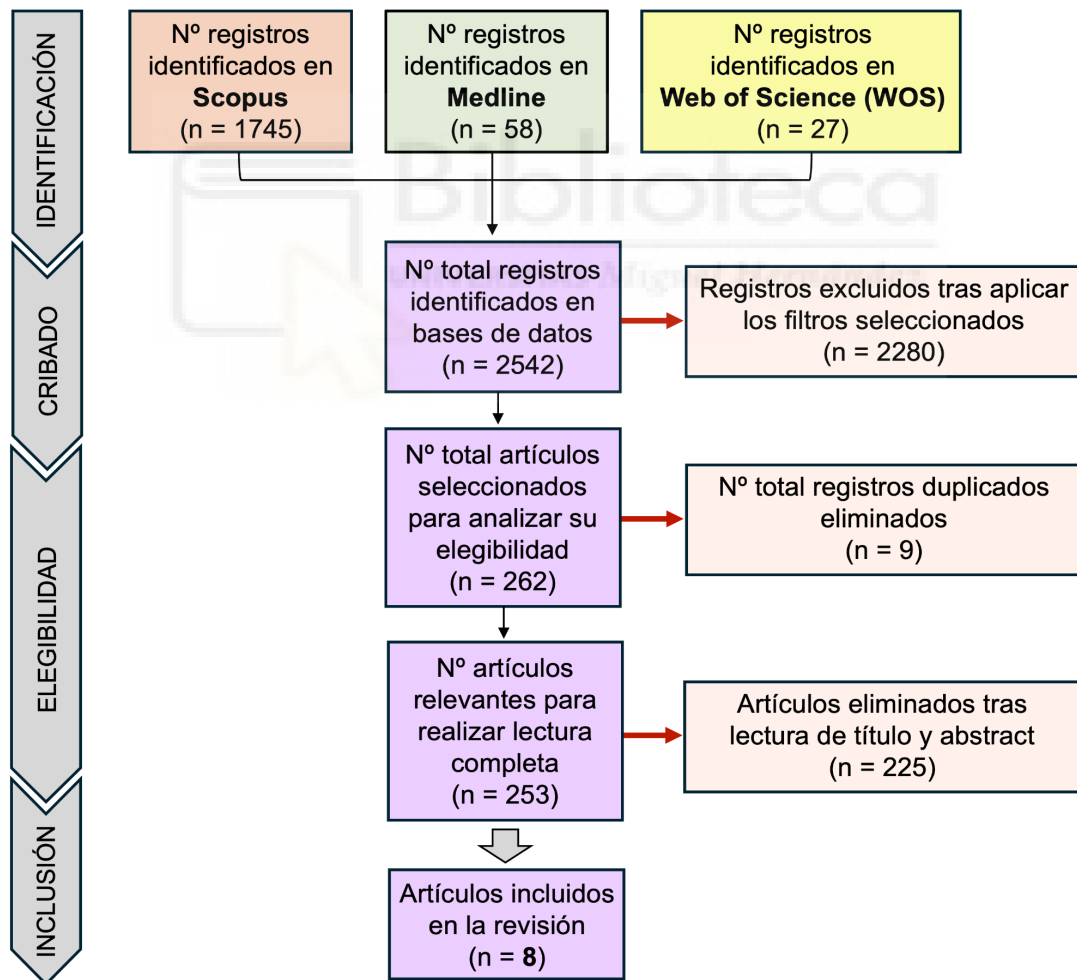 IDENTIFICACIÓN
Nº registros
identificados en
Scopus
(n = 1745)
Nº registros
identificados en
Medline
(n = 58)
Nº registros
identificados en
Web of Science (WOS)
(n = 27)
Biblioteca
UNIVERSITAS Miguel Hernández
CRIBADO
Nº total registros
identificados en
bases de datos
(n = 2542)
Registros excluidos tras aplicar
los filtros seleccionados
(n = 2280)
ELEGIBILIDAD
Nº total artículos
seleccionados
para analizar su
elegibilidad
(n = 262)
Nº total registros duplicados
eliminados
(n = 9)
Nº artículos
relevantes para
realizar lectura
completa
(n = 253)
Artículos eliminados tras
lectura de título y abstract
(n = 225)
INCLUSIÓN
Artículos incluidos
en la revisión
(n = 8)